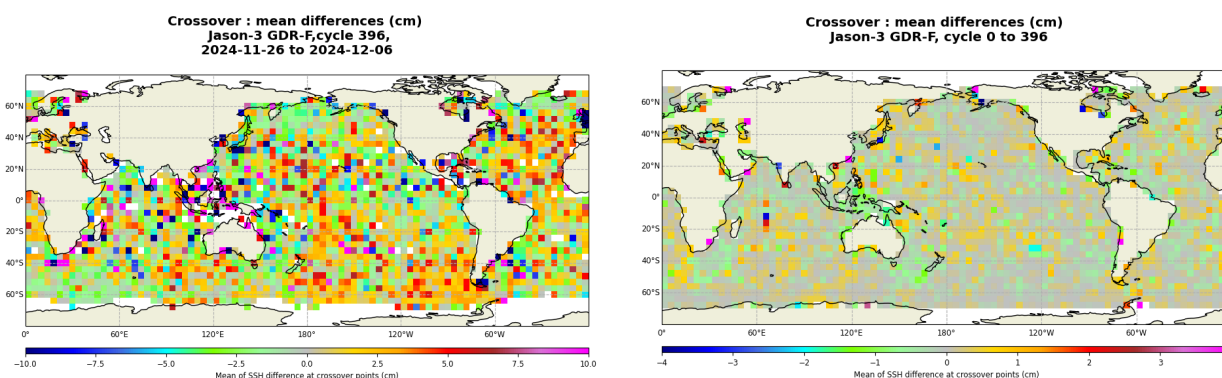 Crossover : mean differences (cm)
Jason-3 GDR-F,cycle 396,
2024-11-26 to 2024-12-06
60°N
40°N
20°N
0°
20°S
40°S
60°S
0° 60°E 120°E 180° 120°W 60°W
−10.0 −7.5 −5.0 −2.5 0.0 2.5 5.0 7.5 10.0
Mean of SSH difference at crossover points (cm)
Crossover : mean differences (cm)
Jason-3 GDR-F, cycle 0 to 396
60°N
40°N
20°N
0°
20°S
40°S
60°S
0° 60°E 120°E 180° 120°W 60°W
−4 −3 −2 −1 0 1 2 3
Mean of SSH difference at crossover points (cm)